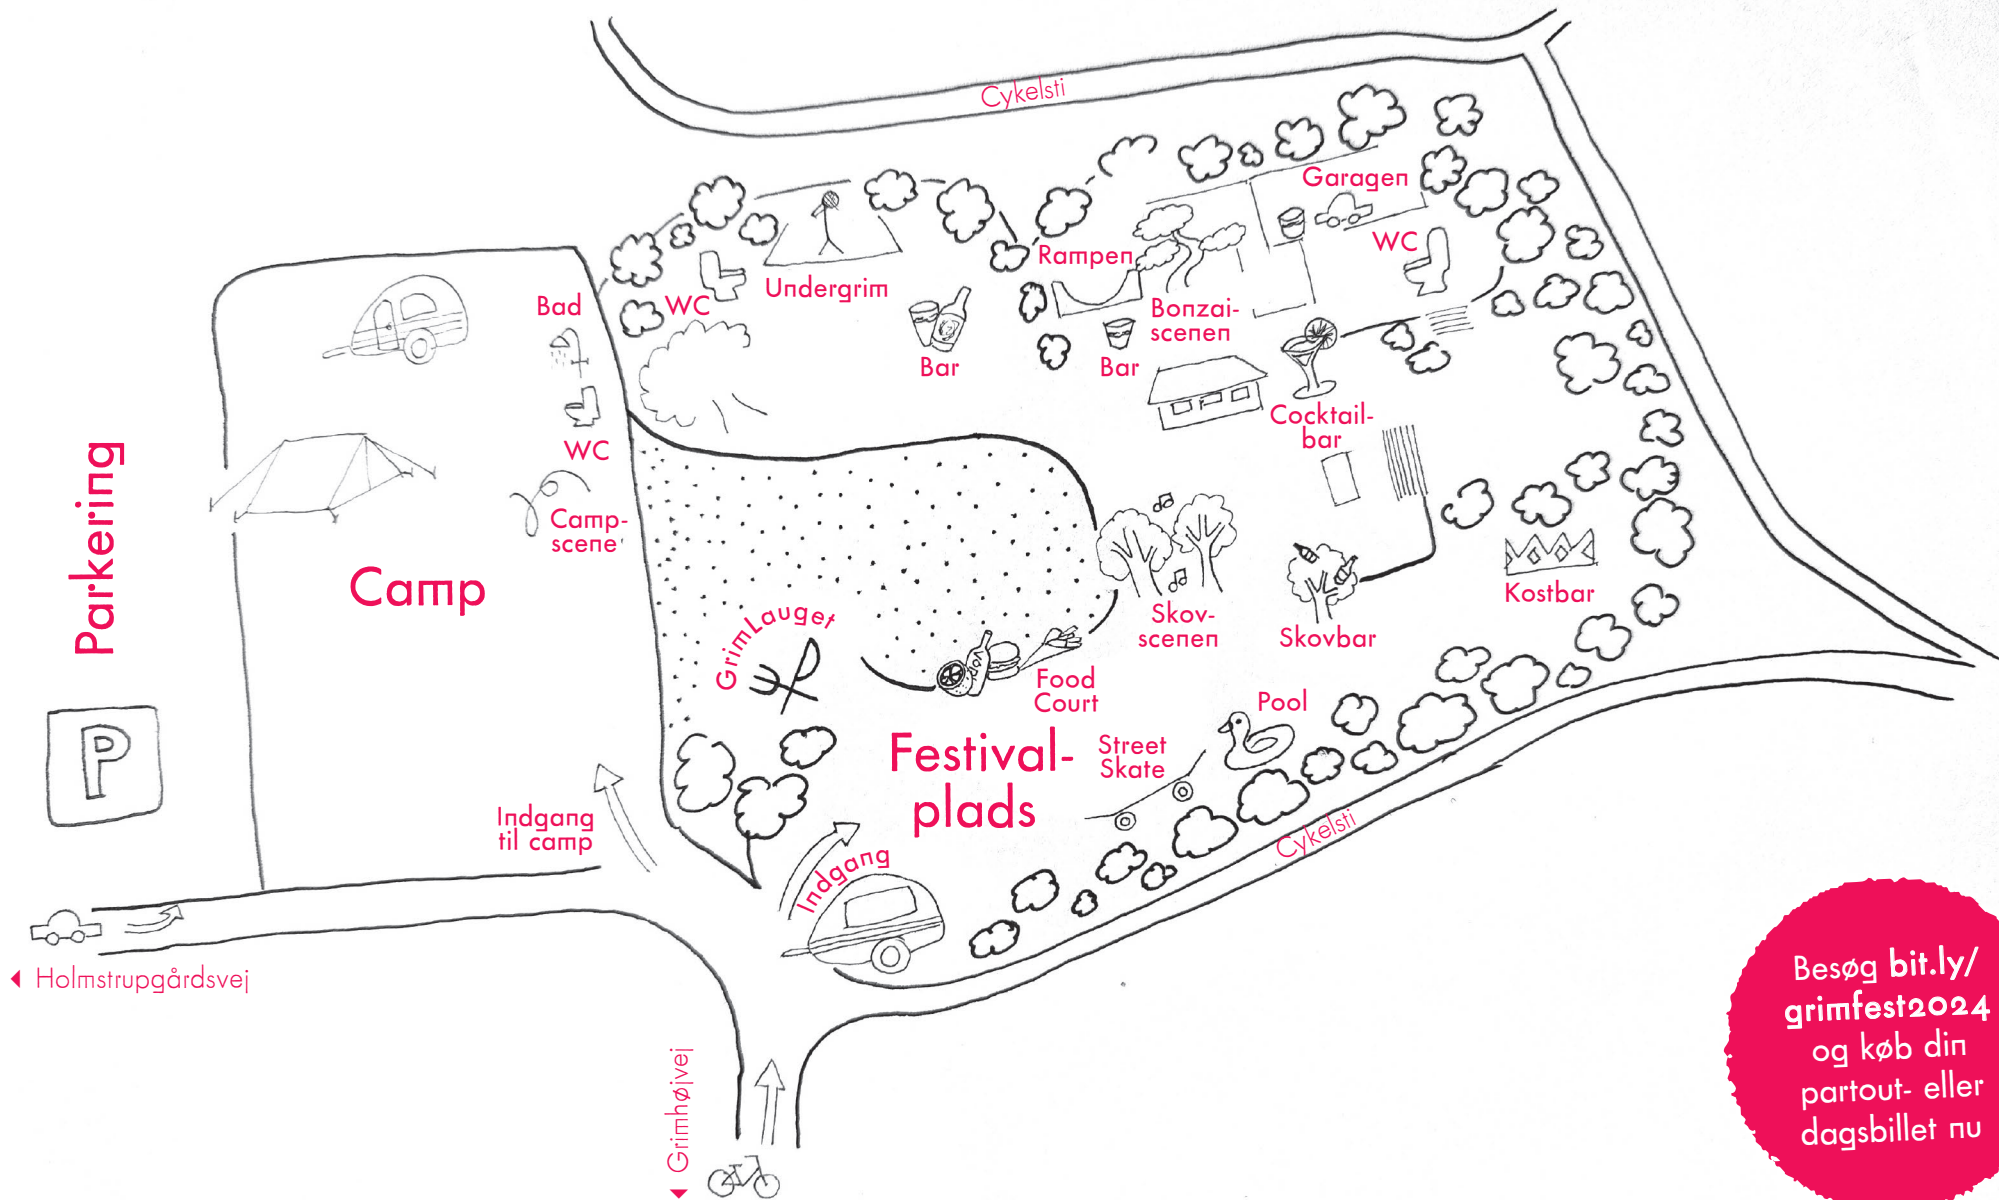 Cykelsti
Garagen
WC
Rampen
Bonzai-
scenen
Undergrim
WC
Bad
Bar
Bar
Cocktail-
bar
WC
Camp-
scene
Parkering
Camp
GrimLauget
Skov-
scenen
Skovbar
Kostbar
Food
Court
Pool
Street
Skate
Festival-
plads
P
Indgang
til camp
Indgang
Cykelsti
Holmstrupgårdsvej
Grimhøjvej
Besøg bit.ly/
grimfest2024
og køb din
partout- eller
dagsbillet nu